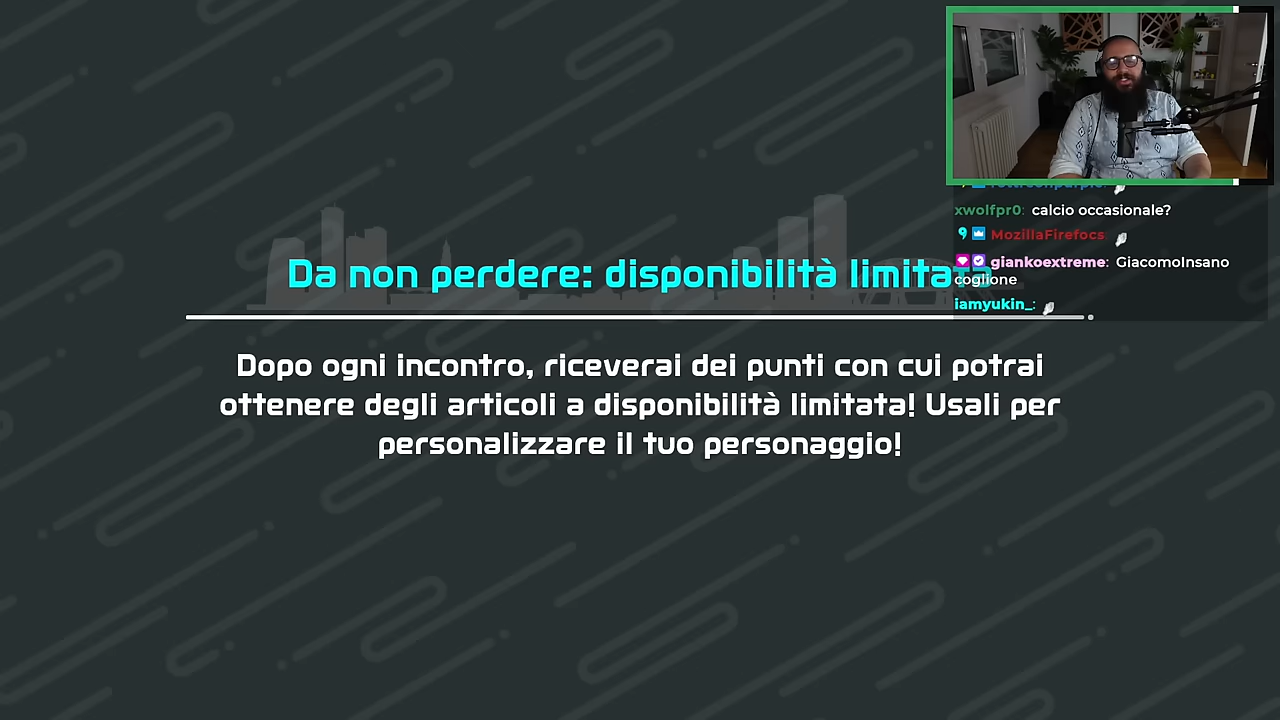 xwolfpr0: calcio occasionale?
MozillaFirefocs:
giankoextreme: GiacomoInsano
coglione
iamyukin_:
Da non perdere: disponibilità limitata
Dopo ogni incontro, riceverai dei punti con cui potrai
ottenere degli articoli a disponibilità limitata! Usali per
personalizzare il tuo personaggio!